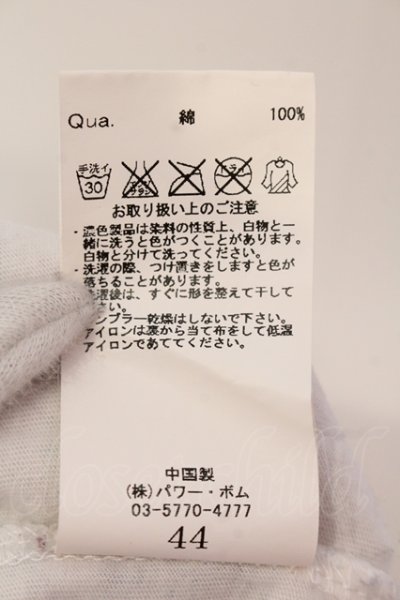 Qua. 綿 100%
手洗イ
30
お取り扱い上のご注意
・濃色製品は染料の性質上、白物と一
緒に洗うと色がつくことがあります。
白物と分けて洗ってください。
・洗濯の際、つけ置きをしますと色が
落ちることがあります。
濯後は、すぐに形を整えて干して
さい。
ンブラー乾燥はしないで下さい。
アイロンは裏から当て布をして低温
アイロンであててください。
中国製
(株)パワー・ボム
03-5770-4777
44
closet child